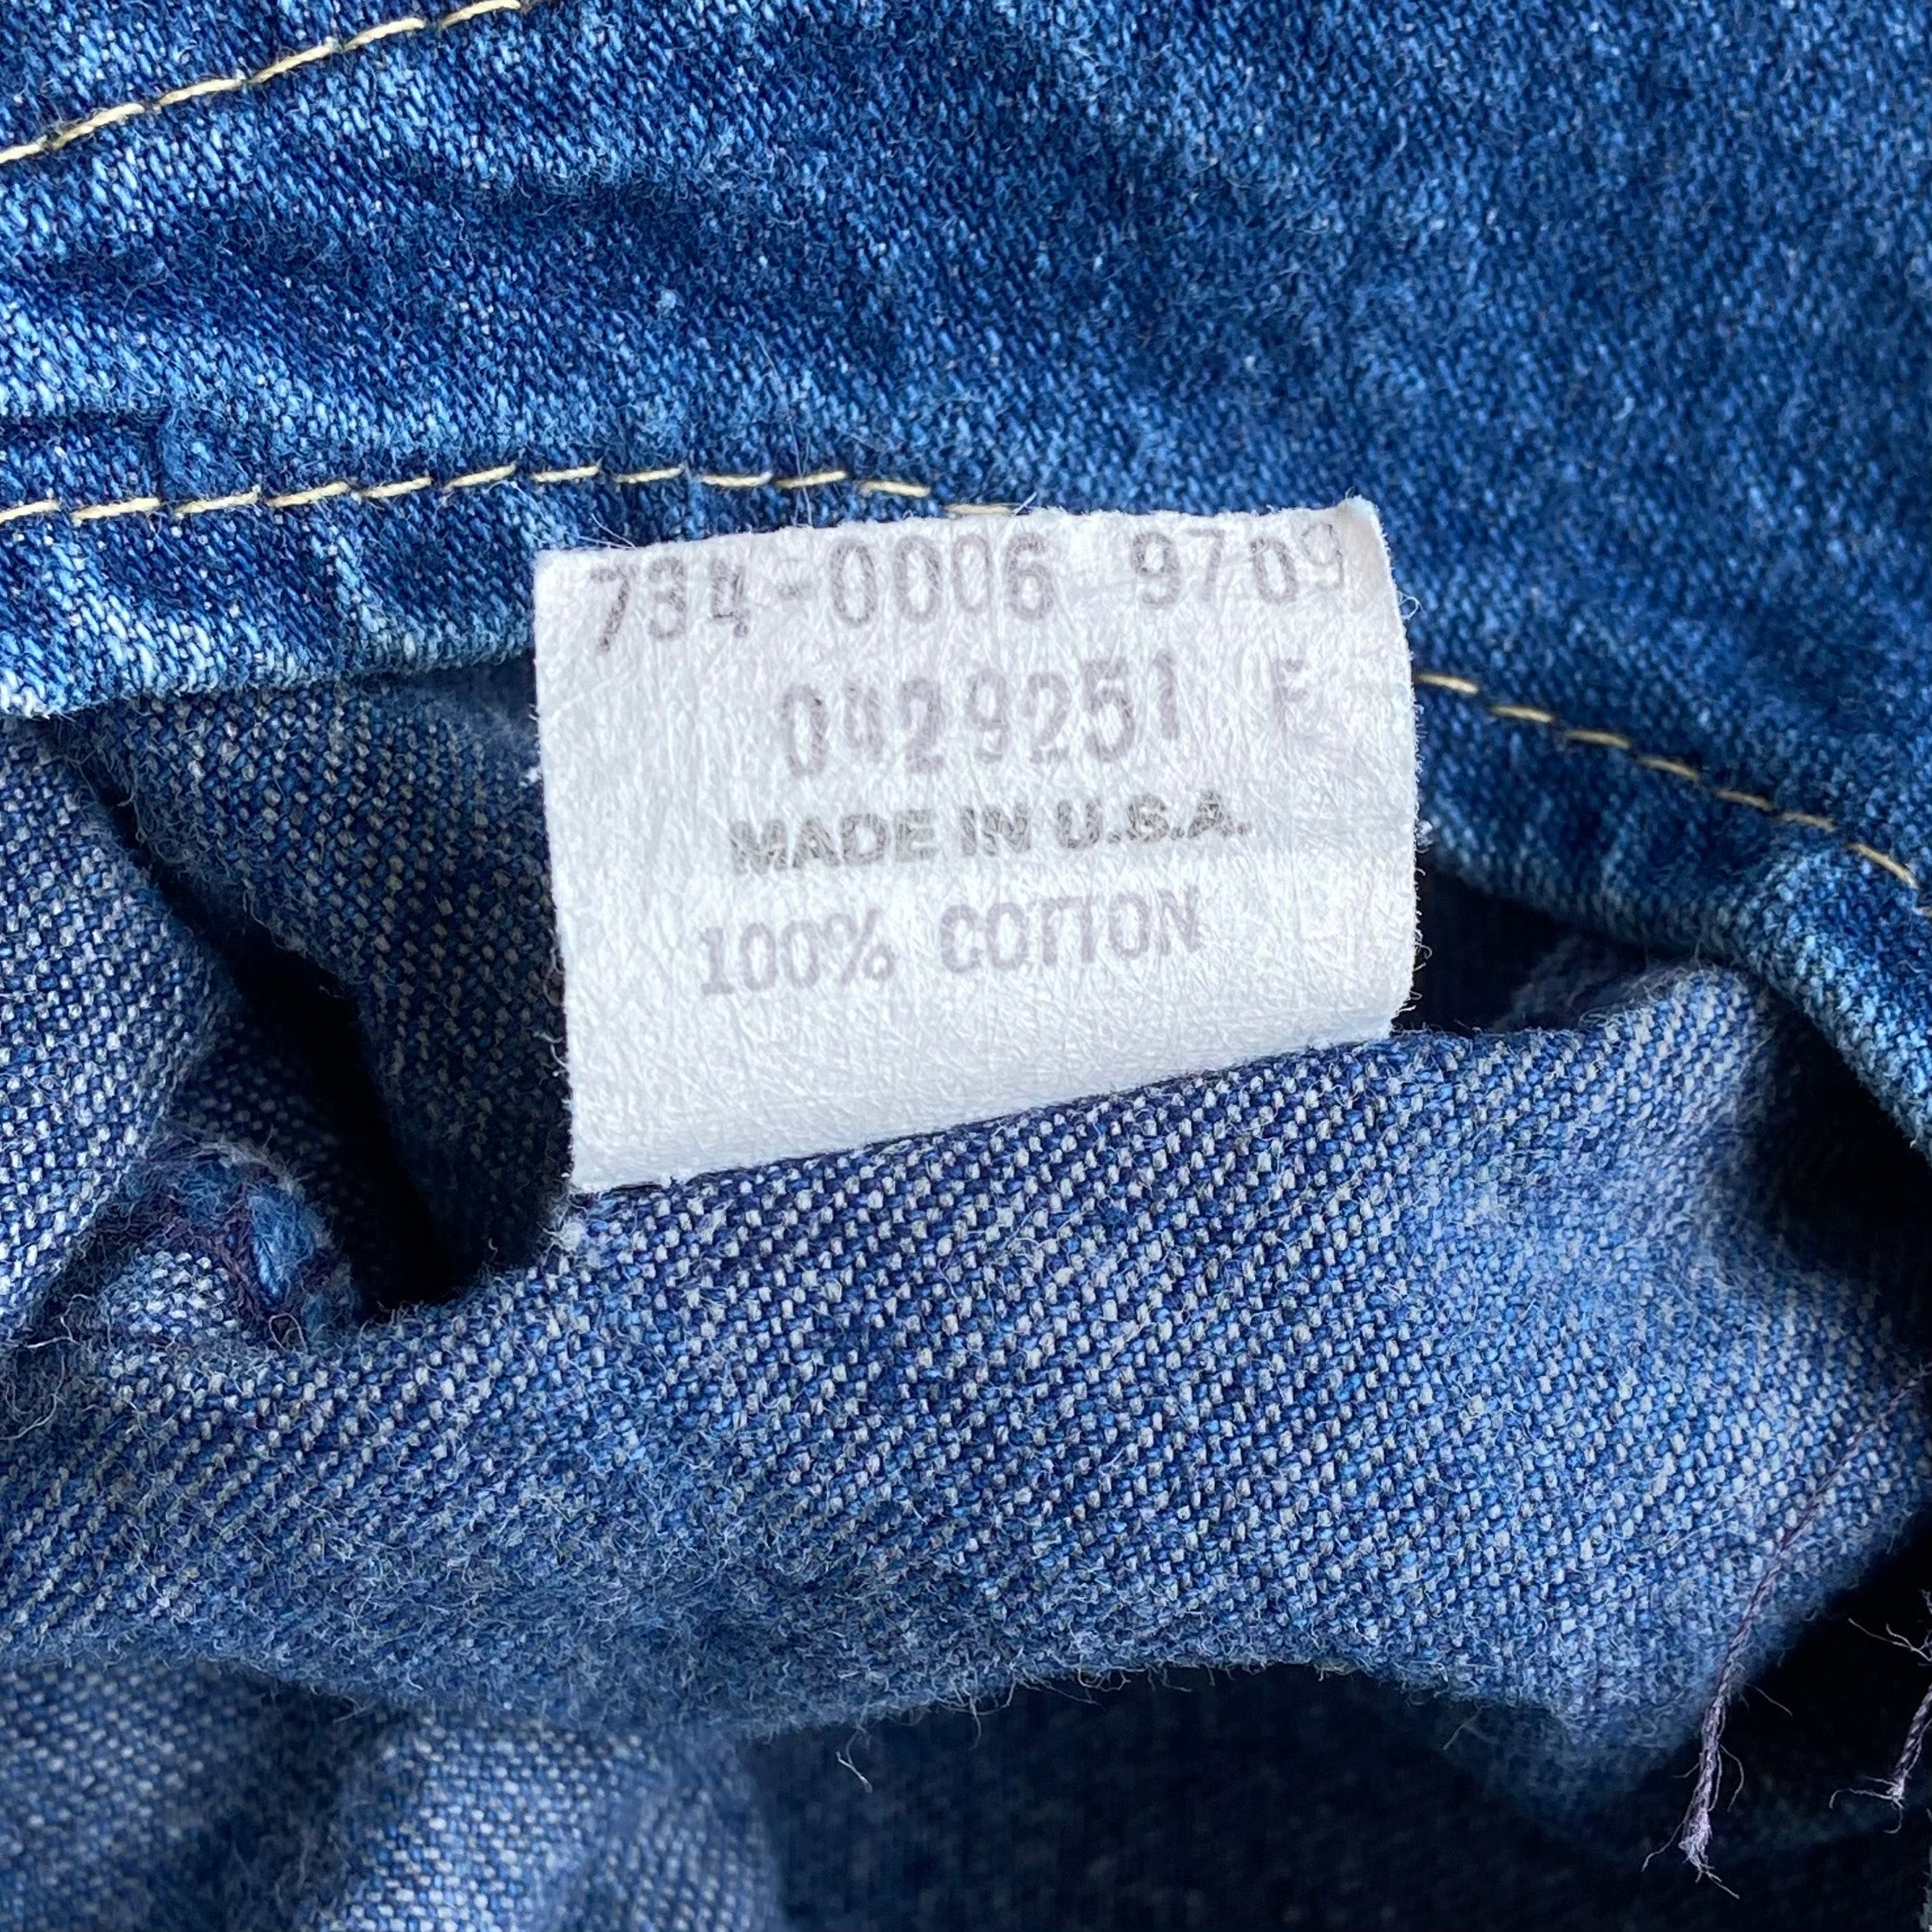 734-0006 9709
0429251 F
MADE IN U.S.A.
100% COTTON